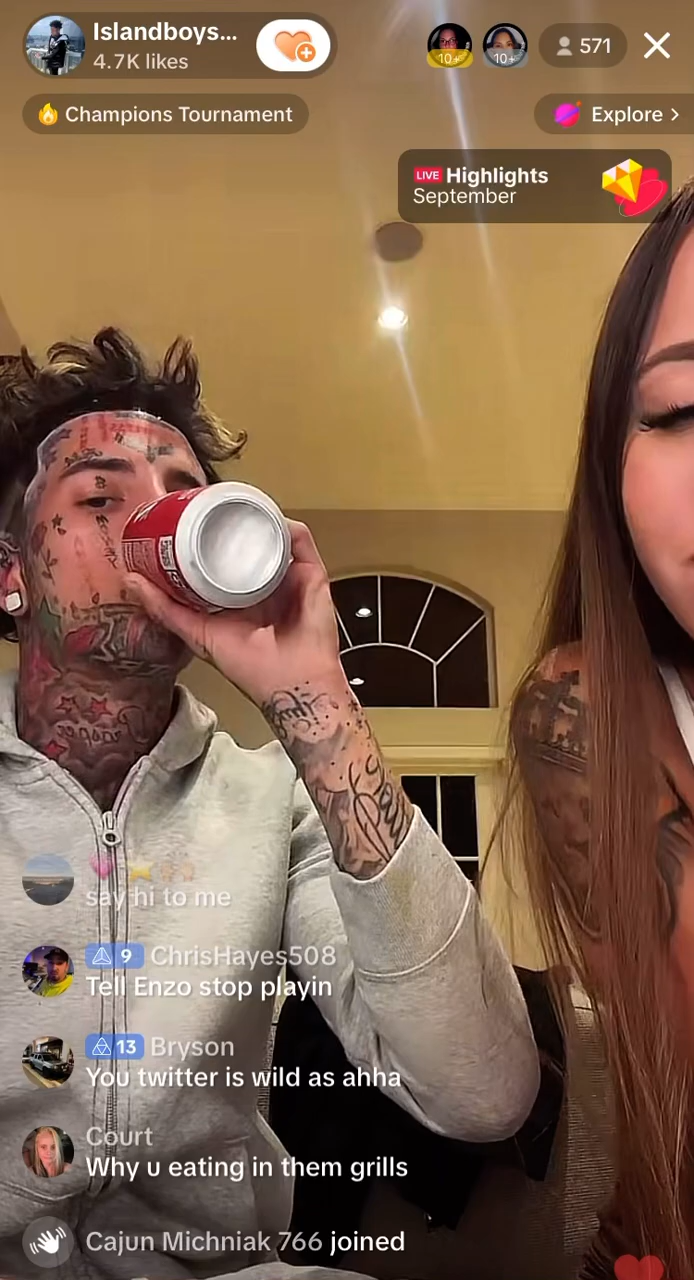 Islandboys...
4.7K likes
10+
10+
571
Champions Tournament
Explore >
LIVE Highlights
September
say hi to me
9 ChrisHayes508
Tell Enzo stop playin
13 Bryson
You twitter is wild as ahha
Court
Why u eating in them grills
Cajun Michniak 766 joined